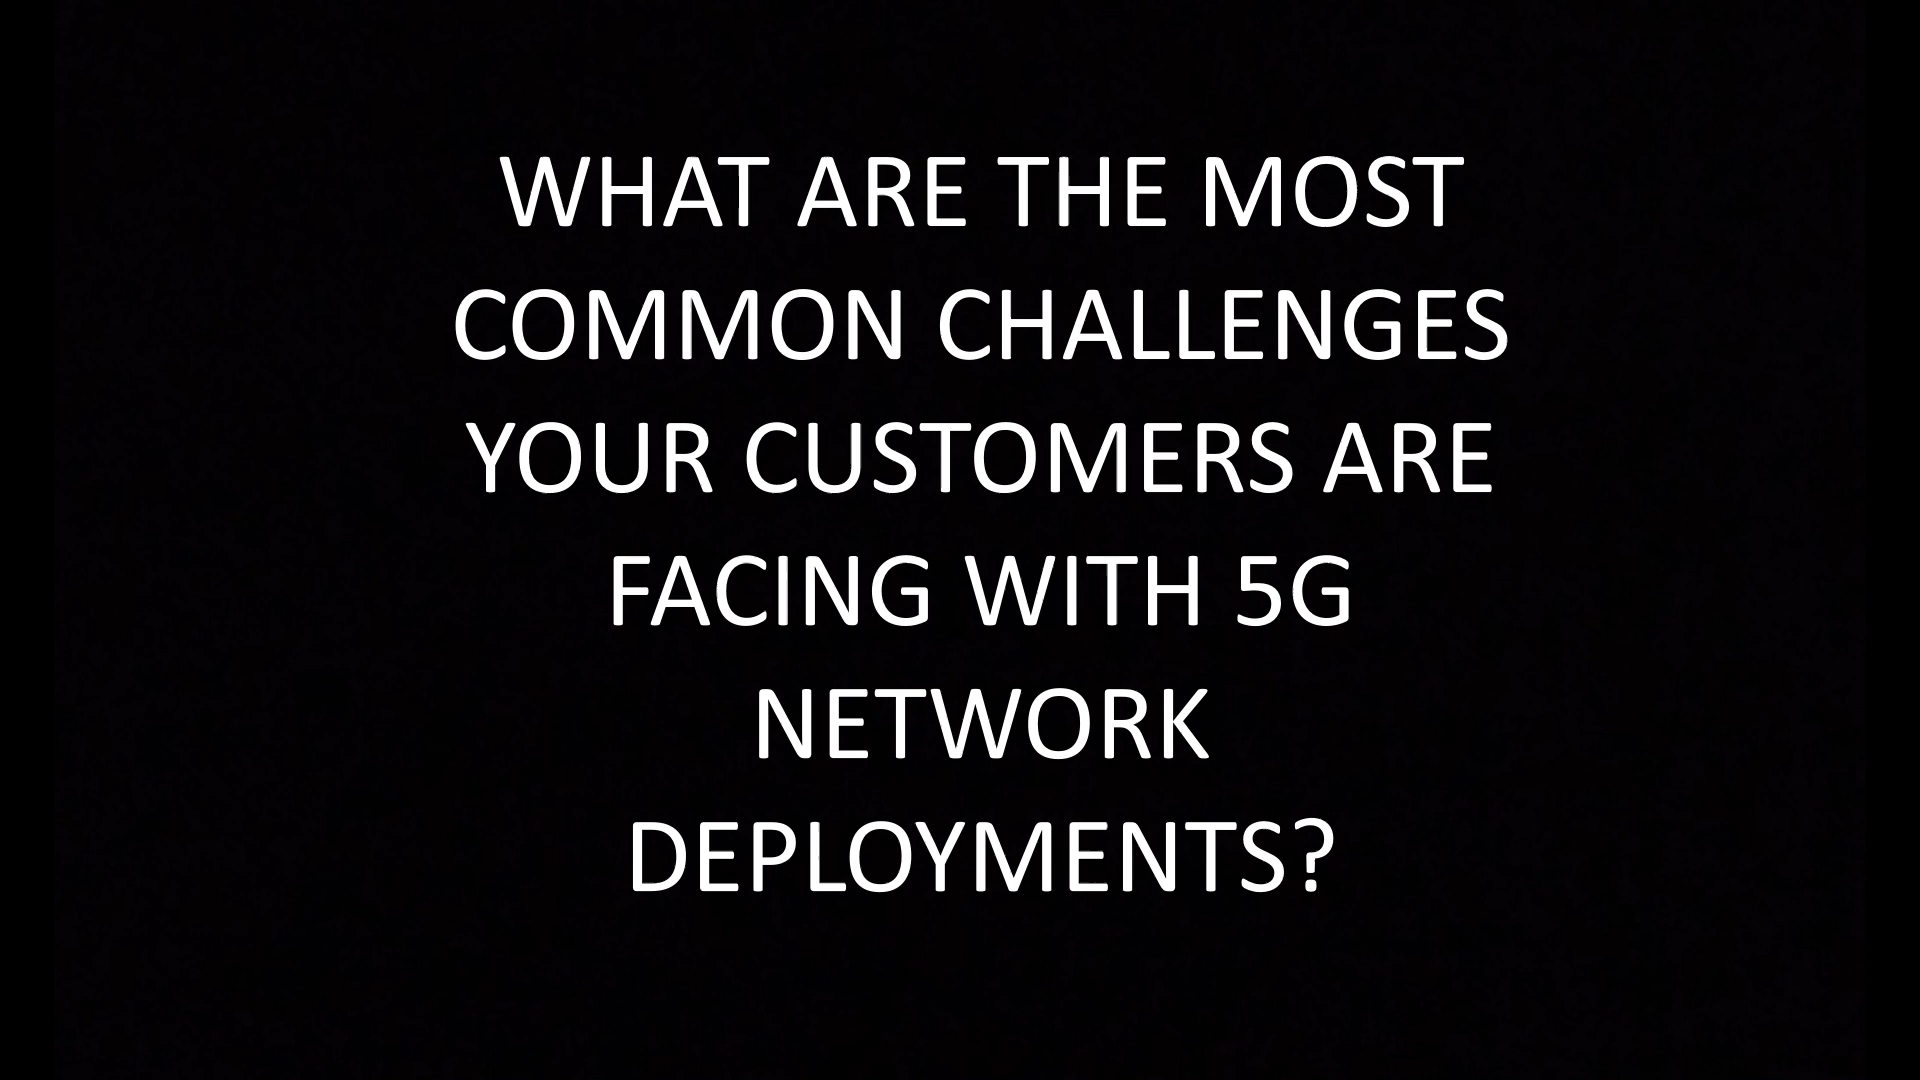 WHAT ARE THE MOST
COMMON CHALLENGES
YOUR CUSTOMERS ARE
FACING WITH 5G
NETWORK
DEPLOYMENTS?